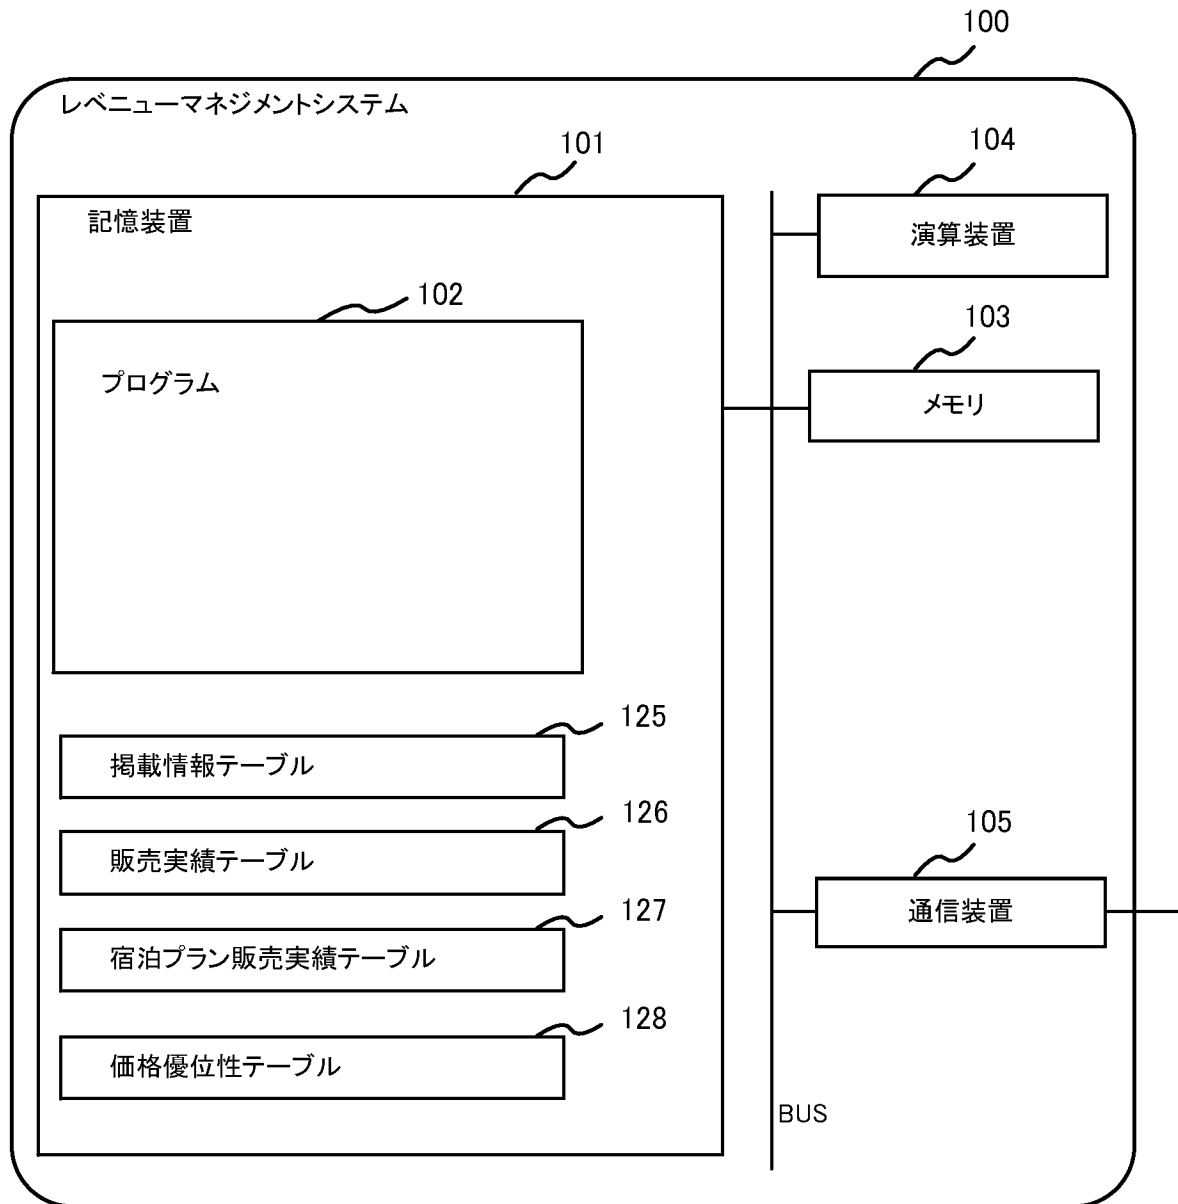 100
レベニューマネジメントシステム
101
記憶装置
104
演算装置
102
プログラム
103
メモリ
125
掲載情報テーブル
126
販売実績テーブル
105
通信装置
127
宿泊プラン販売実績テーブル
128
価格優位性テーブル
BUS